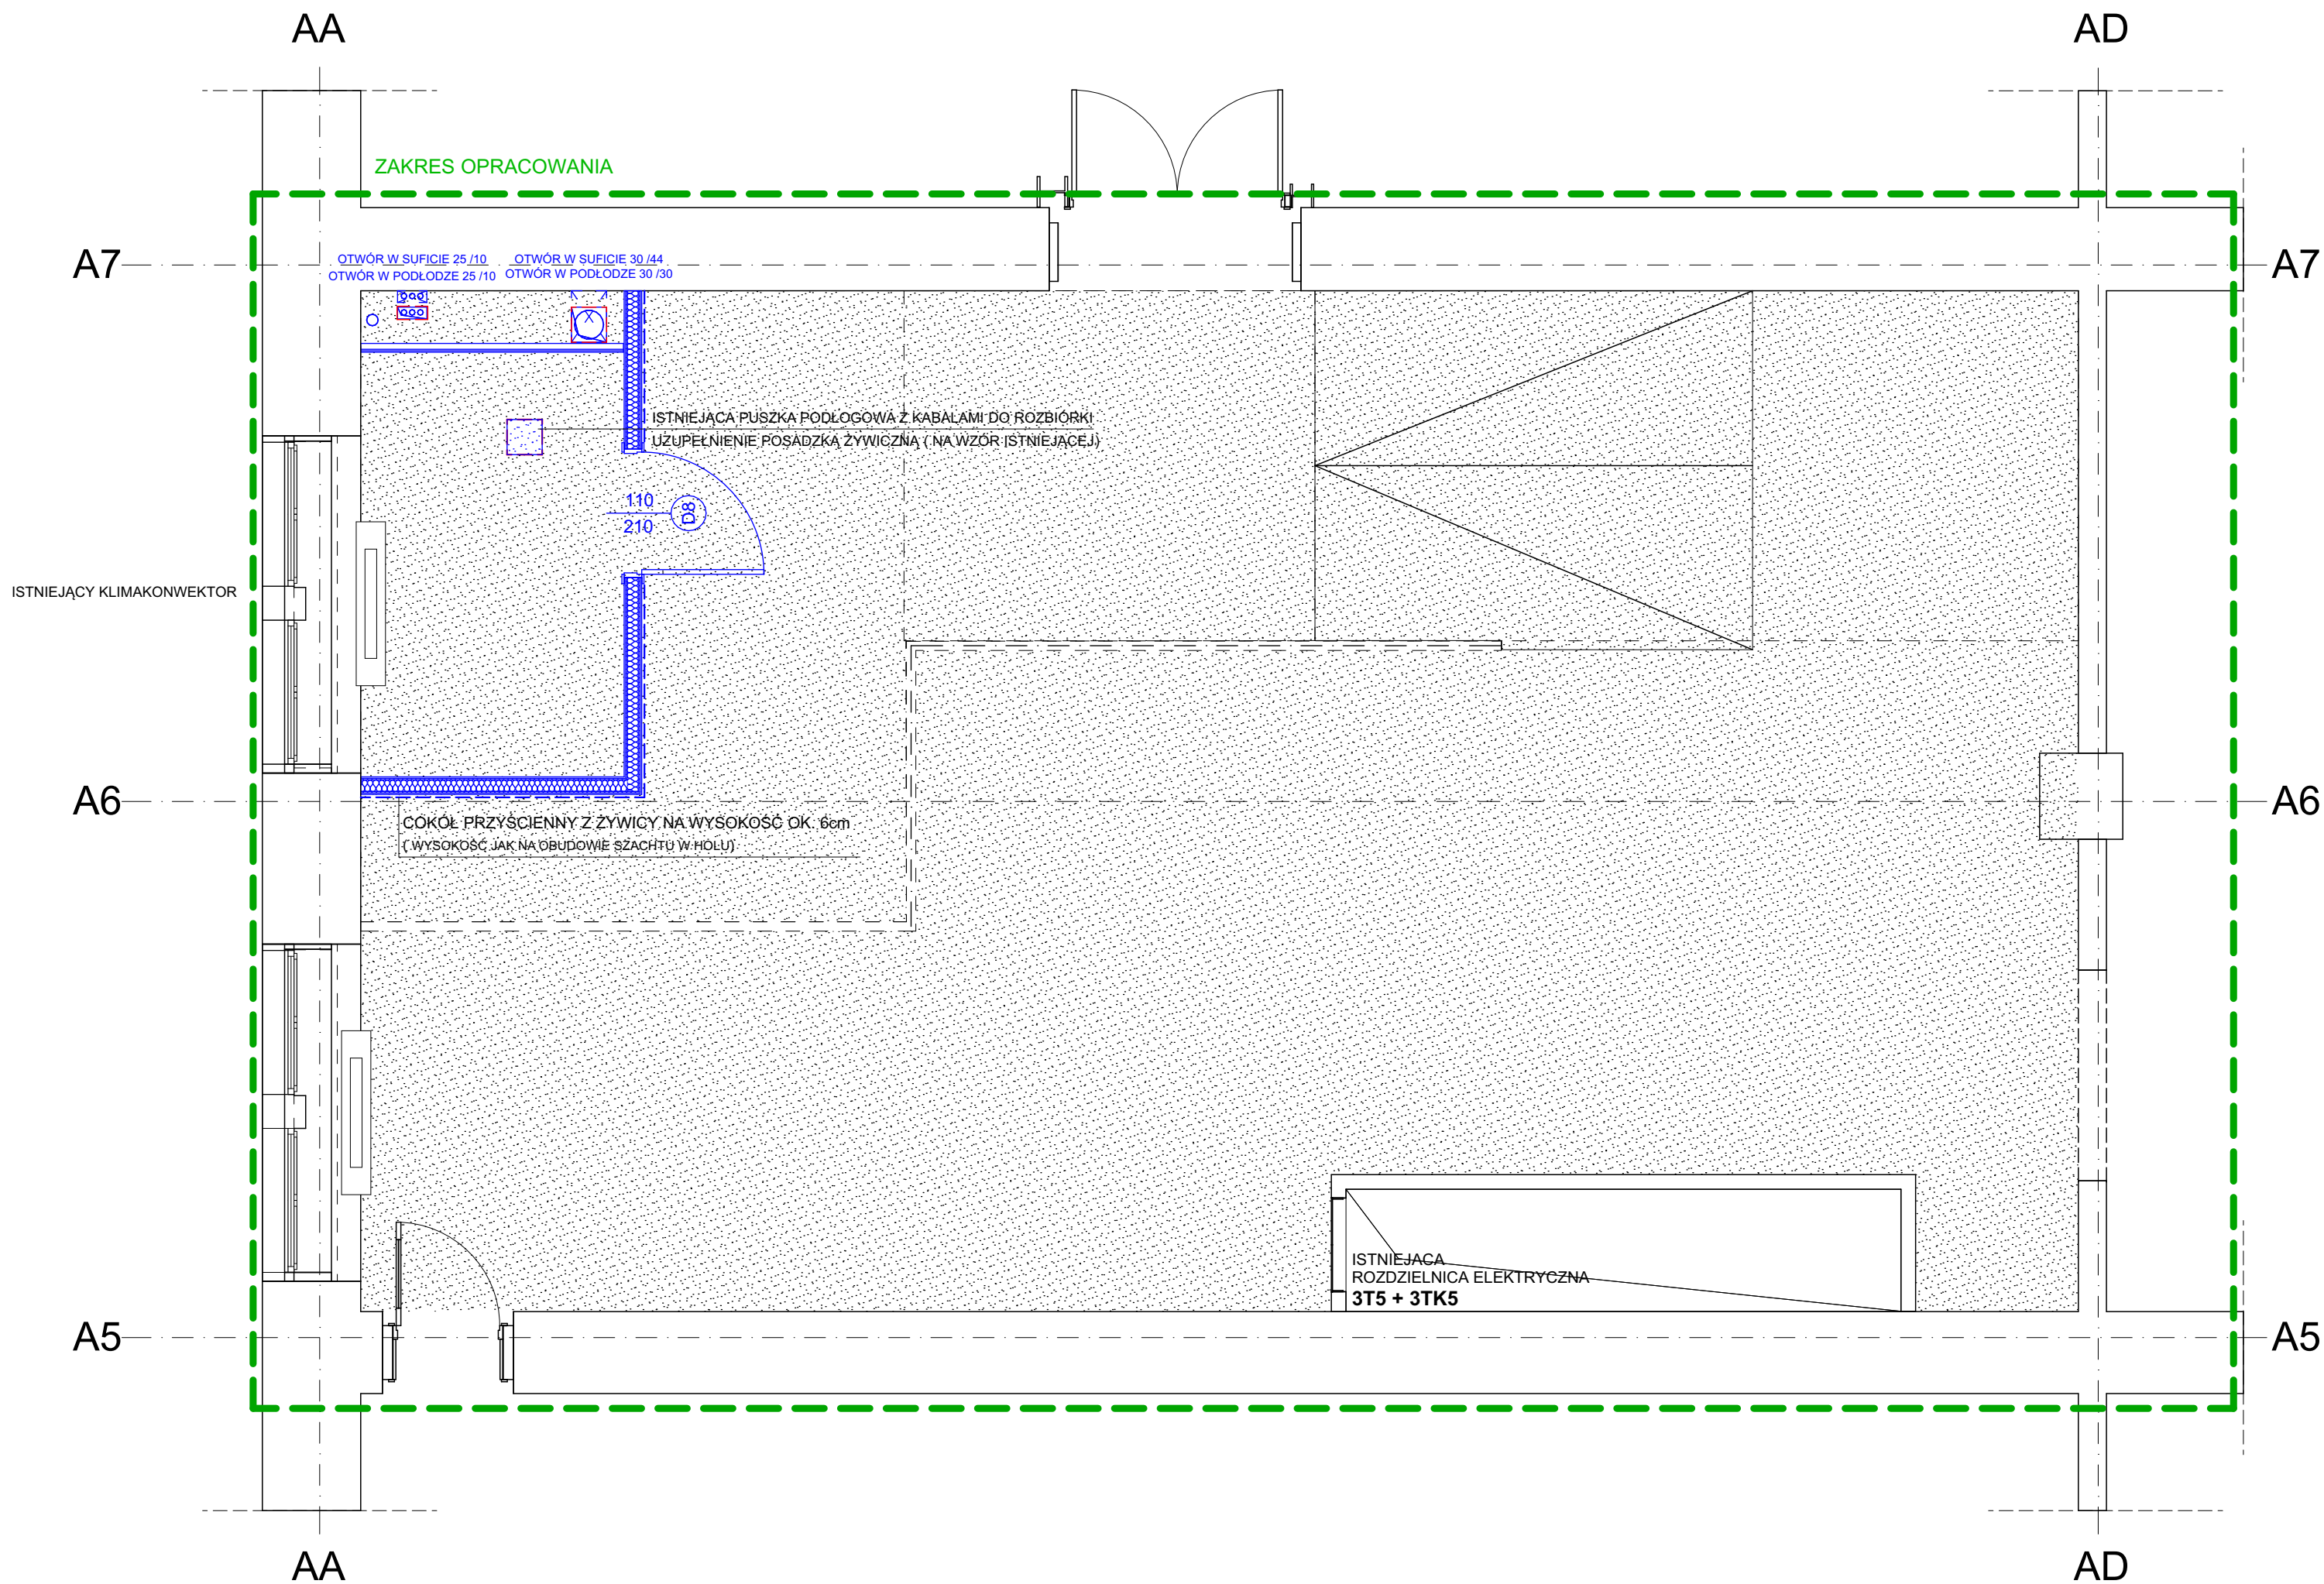 AA
AD
ZAKRES OPRACOWANIA
A7
OTWÓR W SUFICIE 25 /10
OTWÓR W PODŁODZE 25 /10
OTWÓR W SUFICIE 30 /44
OTWÓR W PODŁODZE 30 /30
A7
X
ISTNIEJĄCA PUSZKA PODŁOGOWA Z KABALAMI DO ROZBIÓRKI
UZUPEŁNIENIE POSADZKĄ ŻYWICZNĄ ( NA WZÓR ISTNIEJĄCEJ)
110
210
D8
ISTNIEJĄCY KLIMAKONWEKTOR
A6
A6
COKÓŁ PRZYŚCIENNY Z ŻYWICY NA WYSOKOŚĆ OK. 6cm
( WYSOKOŚĆ JAK NA OBUDOWIE SZACHTU W HOLU)
ISTNIEJACA
ROZDZIELNICA ELEKTRYCZNA
3T5 + 3TK5
A5
A5
AA
AD